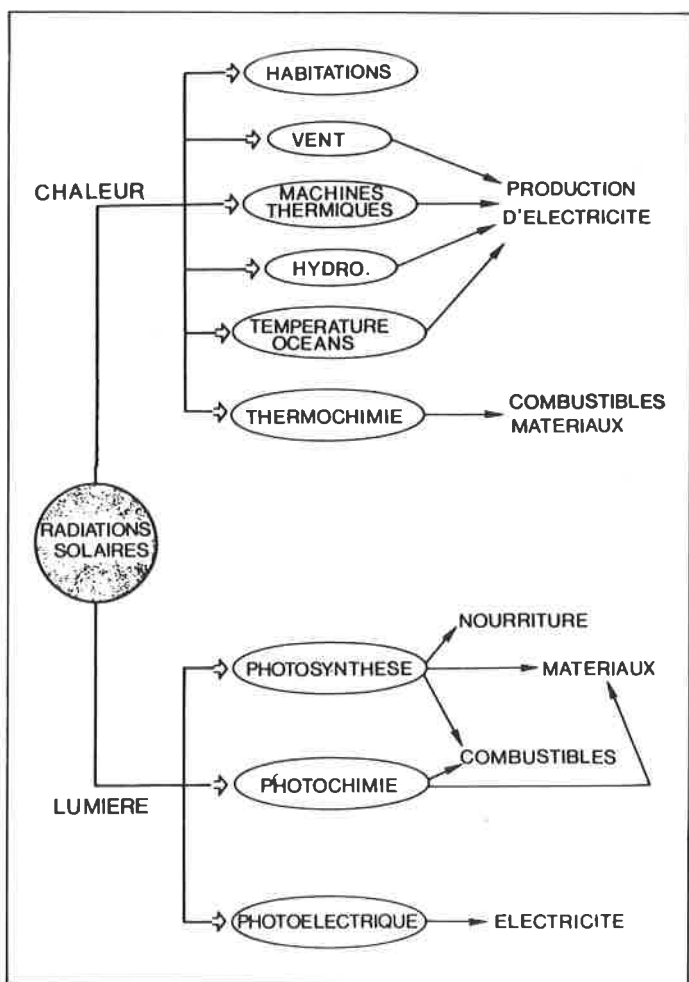 HABITATIONS
VENT
CHALEUR
MACHINES
THERMIQUES
PRODUCTION
D'ELECTRICITE
HYDRO.
TEMPERATURE
OCEANS
THERMOCHIMIE
COMBUSTIBLES
MATERIAUX
RADIATIONS
SOLAIRES
NOURRITURE
PHOTOSYNTHESE
MATERIAUX
COMBUSTIBLES
PHOTOCHIMIE
LUMIERE
PHOTOELECTRIQUE
ELECTRICITE